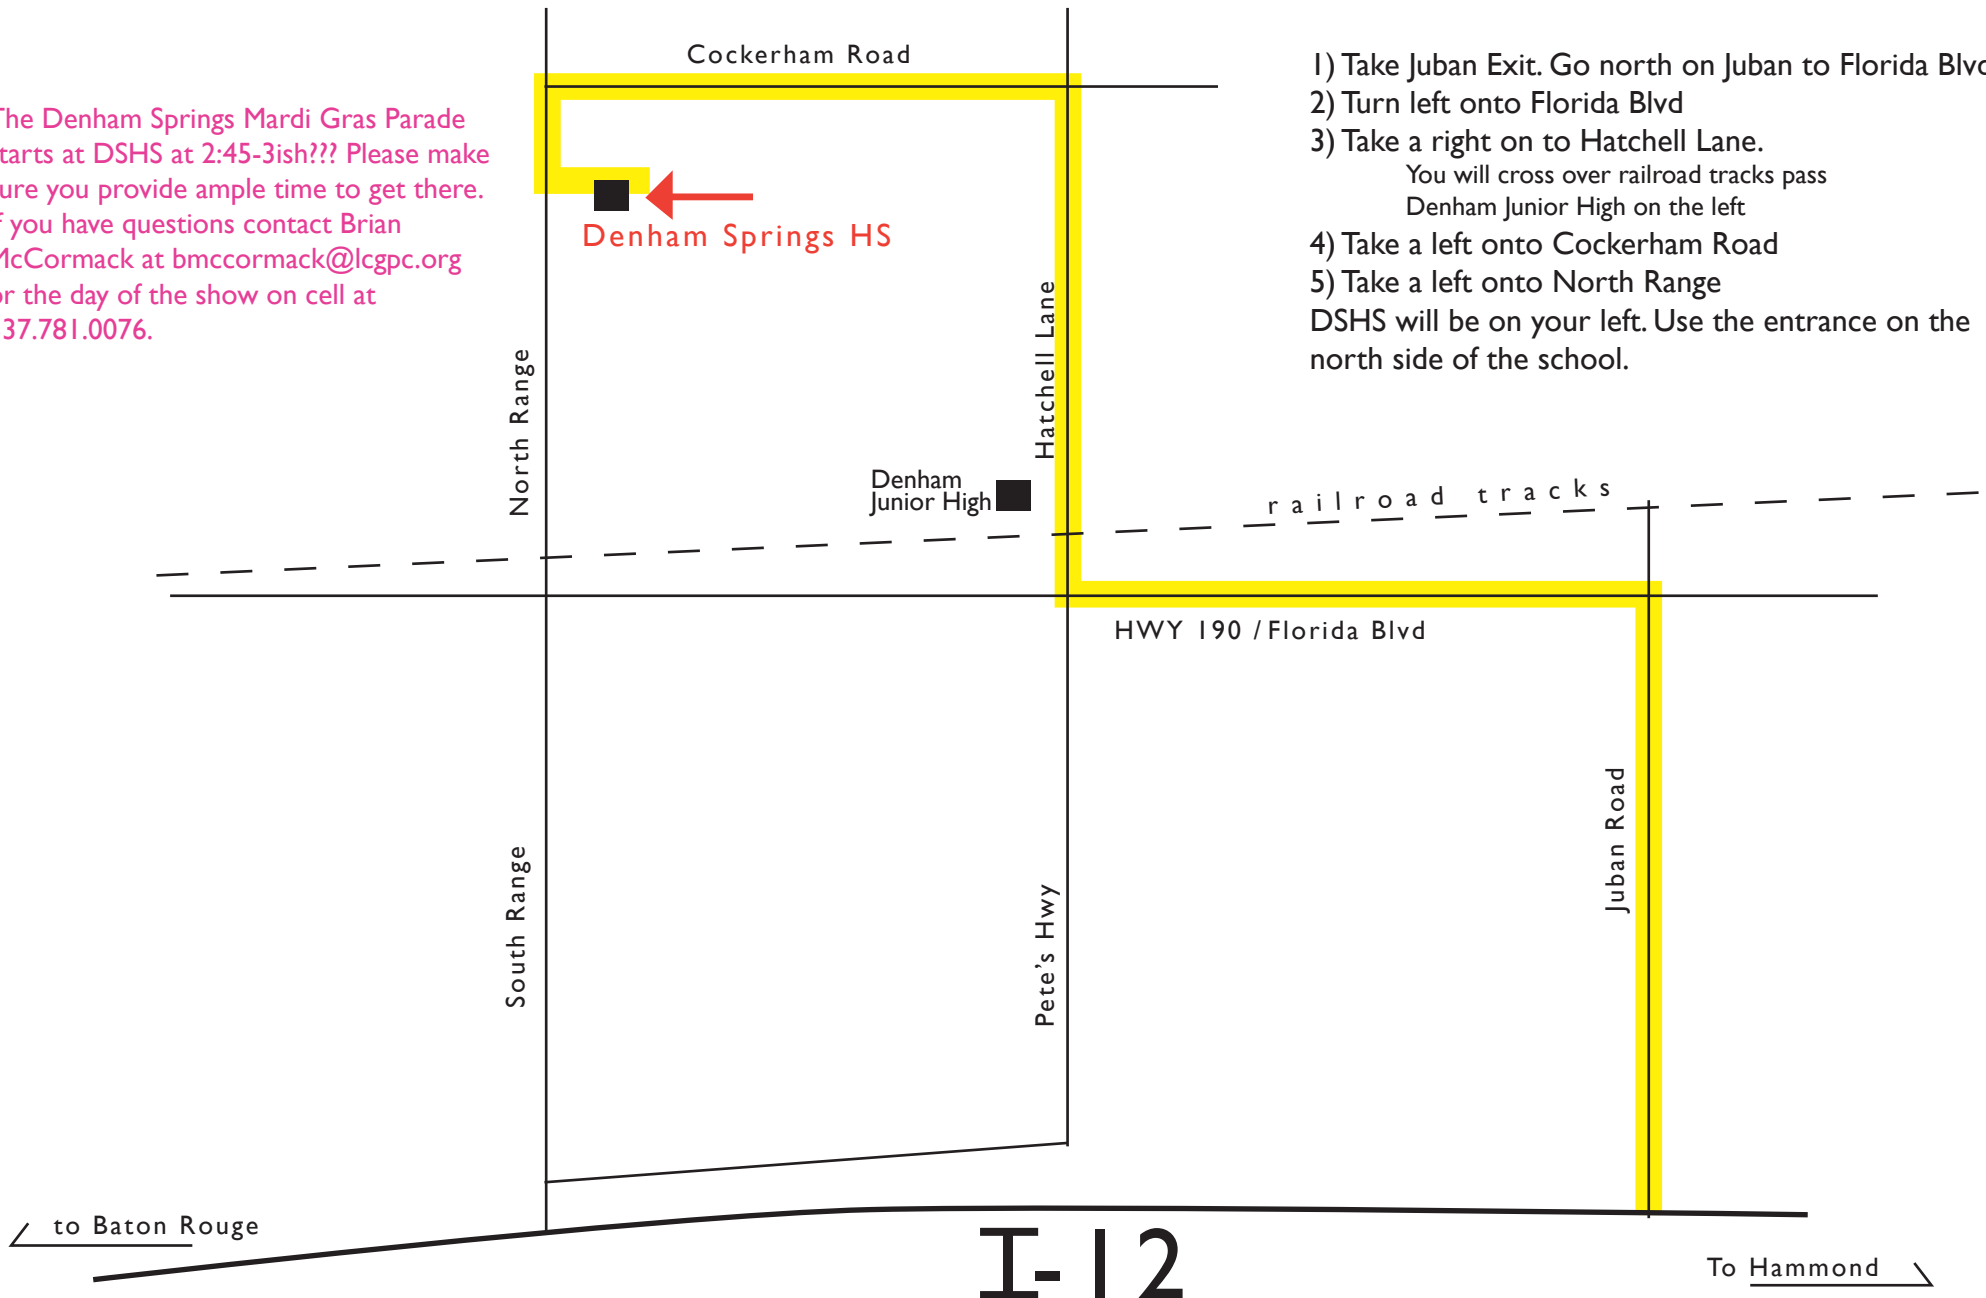 Cockerham Road
The Denham Springs Mardi Gras Parade
tarts at DSHS at 2:45-3ish??? Please make
ure you provide ample time to get there.
f you have questions contact Brian
McCormack at bmccormack@lcgpc.org
or the day of the show on cell at
37.781.0076.
1) Take Juban Exit. Go north on Juban to Florida Blvd
2) Turn left onto Florida Blvd
3) Take a right on to Hatchell Lane.
You will cross over railroad tracks pass
Denham Junior High on the left
4) Take a left onto Cockerham Road
5) Take a left onto North Range
DSHS will be on your left. Use the entrance on the
north side of the school.
Denham Springs HS
North Range
Hatchell Lane
Denham
Junior High
railroad tracks
HWY 190 / Florida Blvd
South Range
Pete's Hwy
Juban Road
to Baton Rouge
I-12
To Hammond